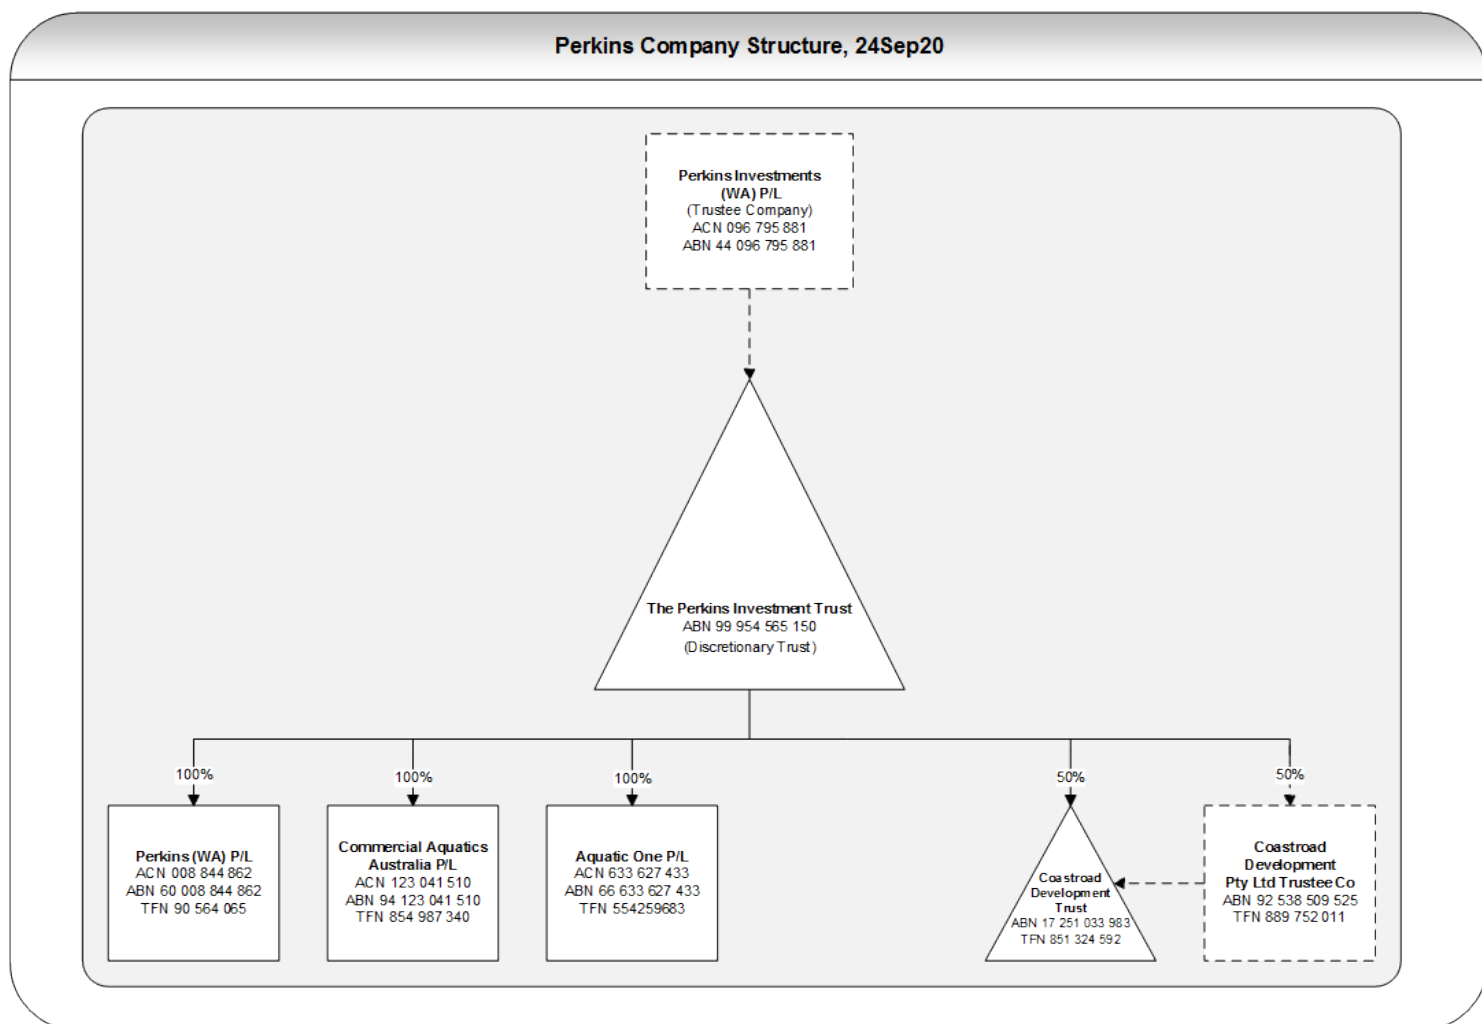 Perkins Company Structure, 24Sep20
Perkins Investments
(WA) P/L
(Trustee Company)
ACN 096 795 881
ABN 44 096 795 881
The Perkins Investment Trust
ABN 99 954 565 150
(Discretionary Trust)
100%
100%
100%
50%
50%
Perkins (WA) P/L
ACN 008 844 862
ABN 60 008 844 862
TFN 90 564 065
Commercial Aquatics
Australia P/L
ACN 123 041 510
ABN 94 123 041 510
TFN 854 987 340
Aquatic One P/L
ACN 633 627 433
ABN 66 633 627 433
TFN 554259683
Coastroad
Development
Trust
ABN 17 251 033 983
TFN 851 324 592
Coastroad
Development
Pty Ltd Trustee Co
ABN 92 538 509 525
TFN 889 752 011